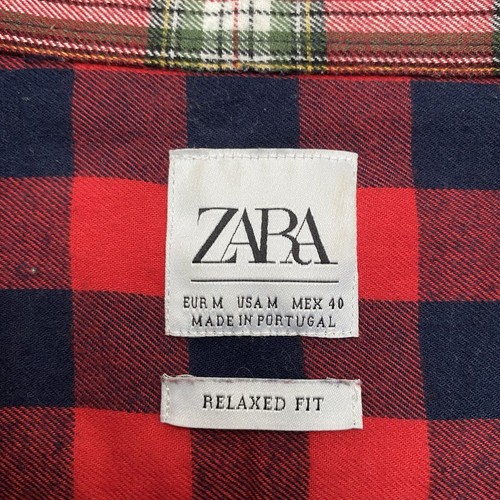 ZARA
EUR M USA M MEX 40
MADE IN PORTUGAL
RELAXED FIT